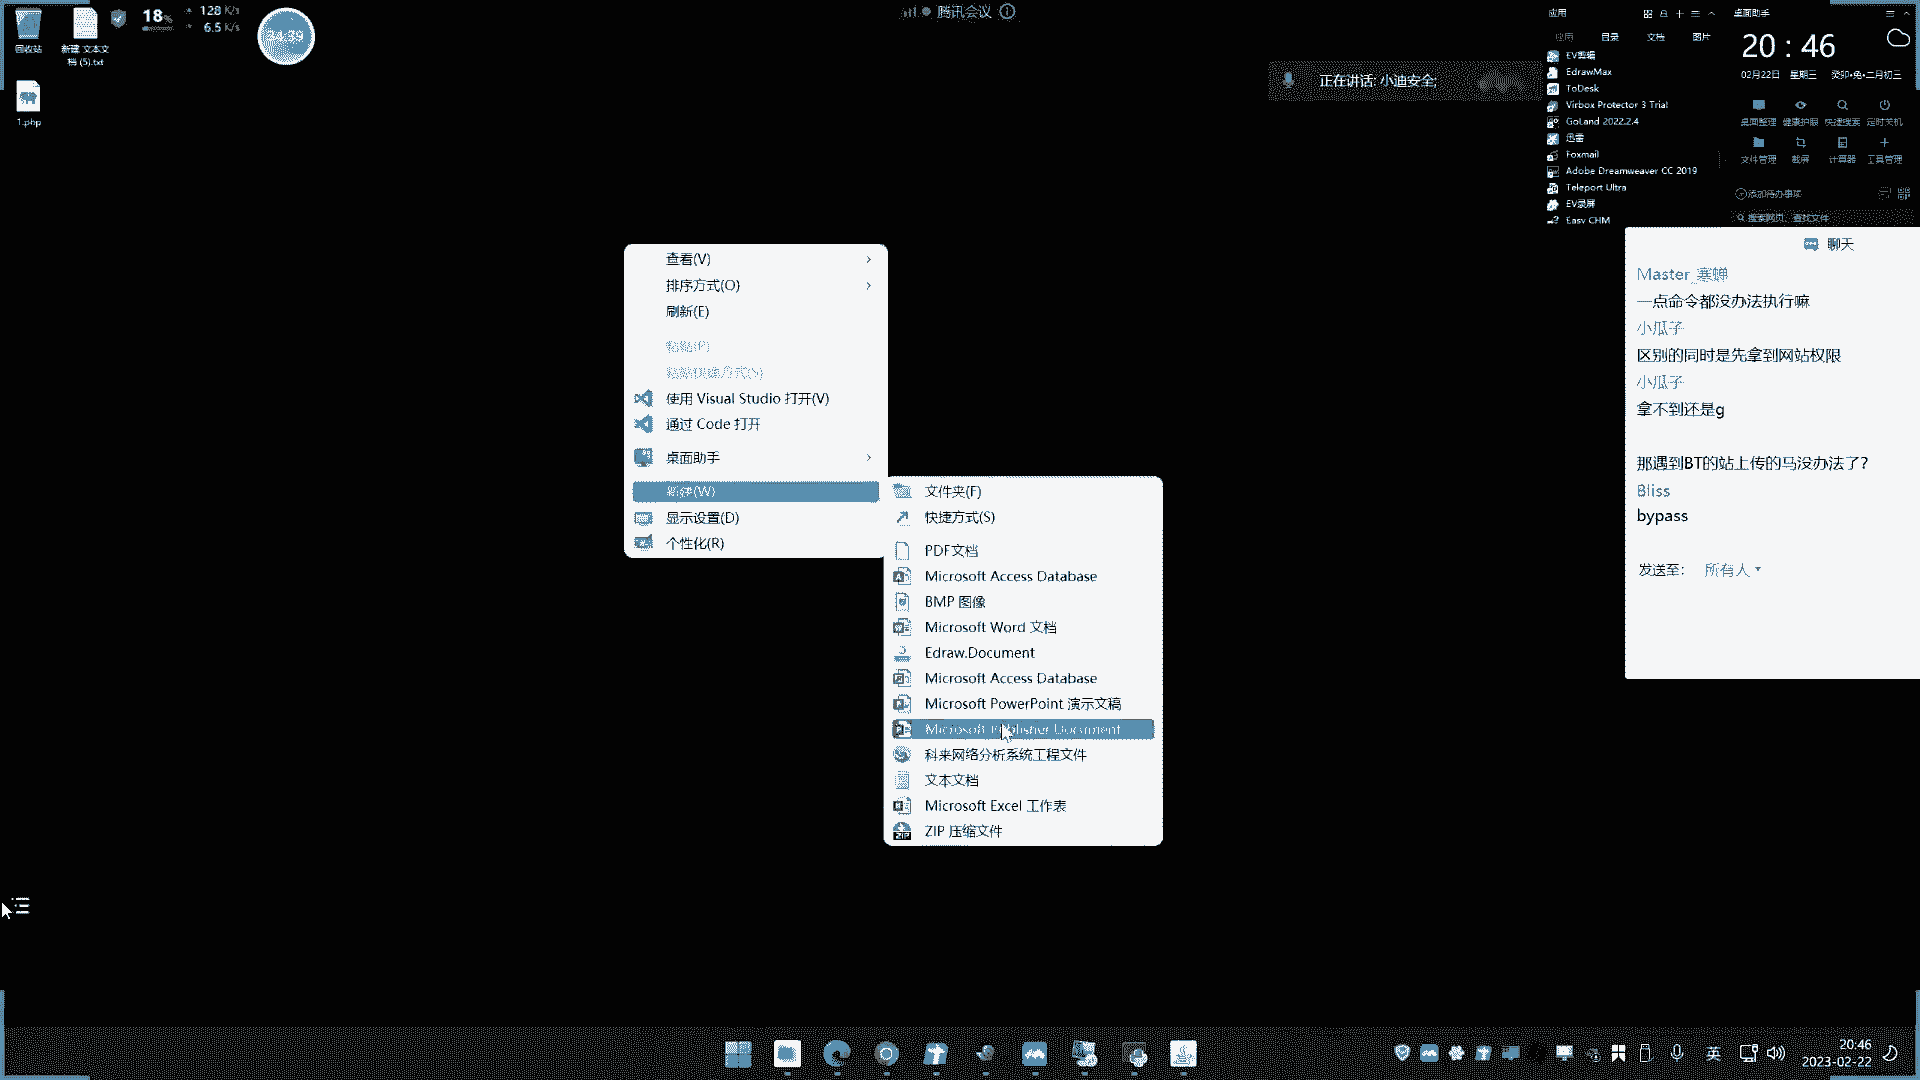 回收站
新建 文本文
档 (5).txt
18%
128 K/s
6.5 K/s
34:39
1.php
腾讯会议
正在讲话: 小迪安全;
应用
应用
目录
文档
图片
EV剪辑
EdrawMax
ToDesk
Virbox Protector 3 Trial
GoLand 2022.2.4
迅雷
Foxmail
Adobe Dreamweaver CC 2019
Teleport Ultra
EV录屏
Easy CHM
桌面助手
20 : 46
02月22日 星期三 癸卯•兔•二月初三
桌面整理
健康护眼
快捷搜索
定时关机
文件管理
截屏
计算器
工具管理
添加待办事项
搜索网页、查找文件
查看(V)
排序方式(O)
刷新(E)
粘贴(P)
粘贴快捷方式(S)
使用 Visual Studio 打开(V)
通过 Code 打开
桌面助手
新建(W)
显示设置(D)
个性化(R)
文件夹(F)
快捷方式(S)
PDF文档
Microsoft Access Database
BMP 图像
Microsoft Word 文档
Edraw.Document
Microsoft Access Database
Microsoft PowerPoint 演示文稿
Microsoft Publisher Document
科来网络分析系统工程文件
文本文档
Microsoft Excel 工作表
ZIP 压缩文件
聊天
Master_寒蝉
一点命令都没办法执行嘛
小瓜子
区别的同时是先拿到网站权限
小瓜子
拿不到还是g
那遇到BT的站上传的马没办法了?
Bliss
bypass
发送至: 所有人
英
20:46
2023-02-22